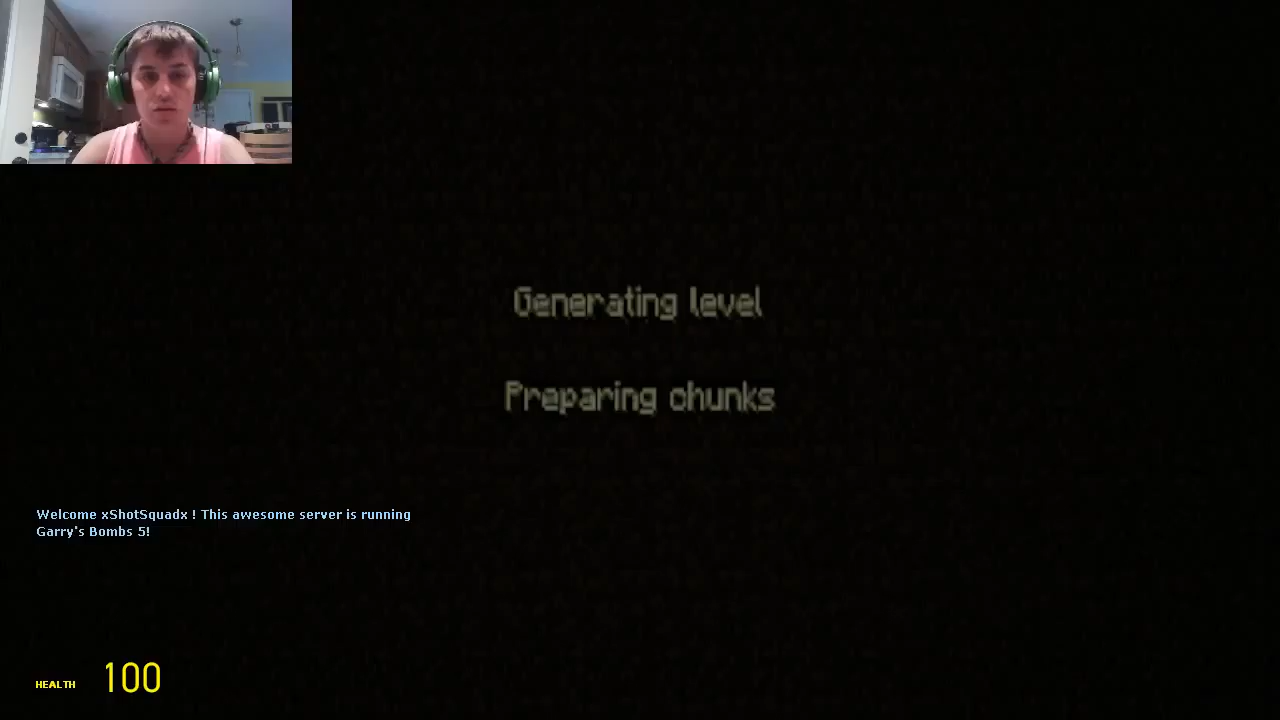 Generating level
Preparing chunks
Welcome xShotSquadx ! This awesome server is running
Garry's Bombs 5!
HEALTH 100